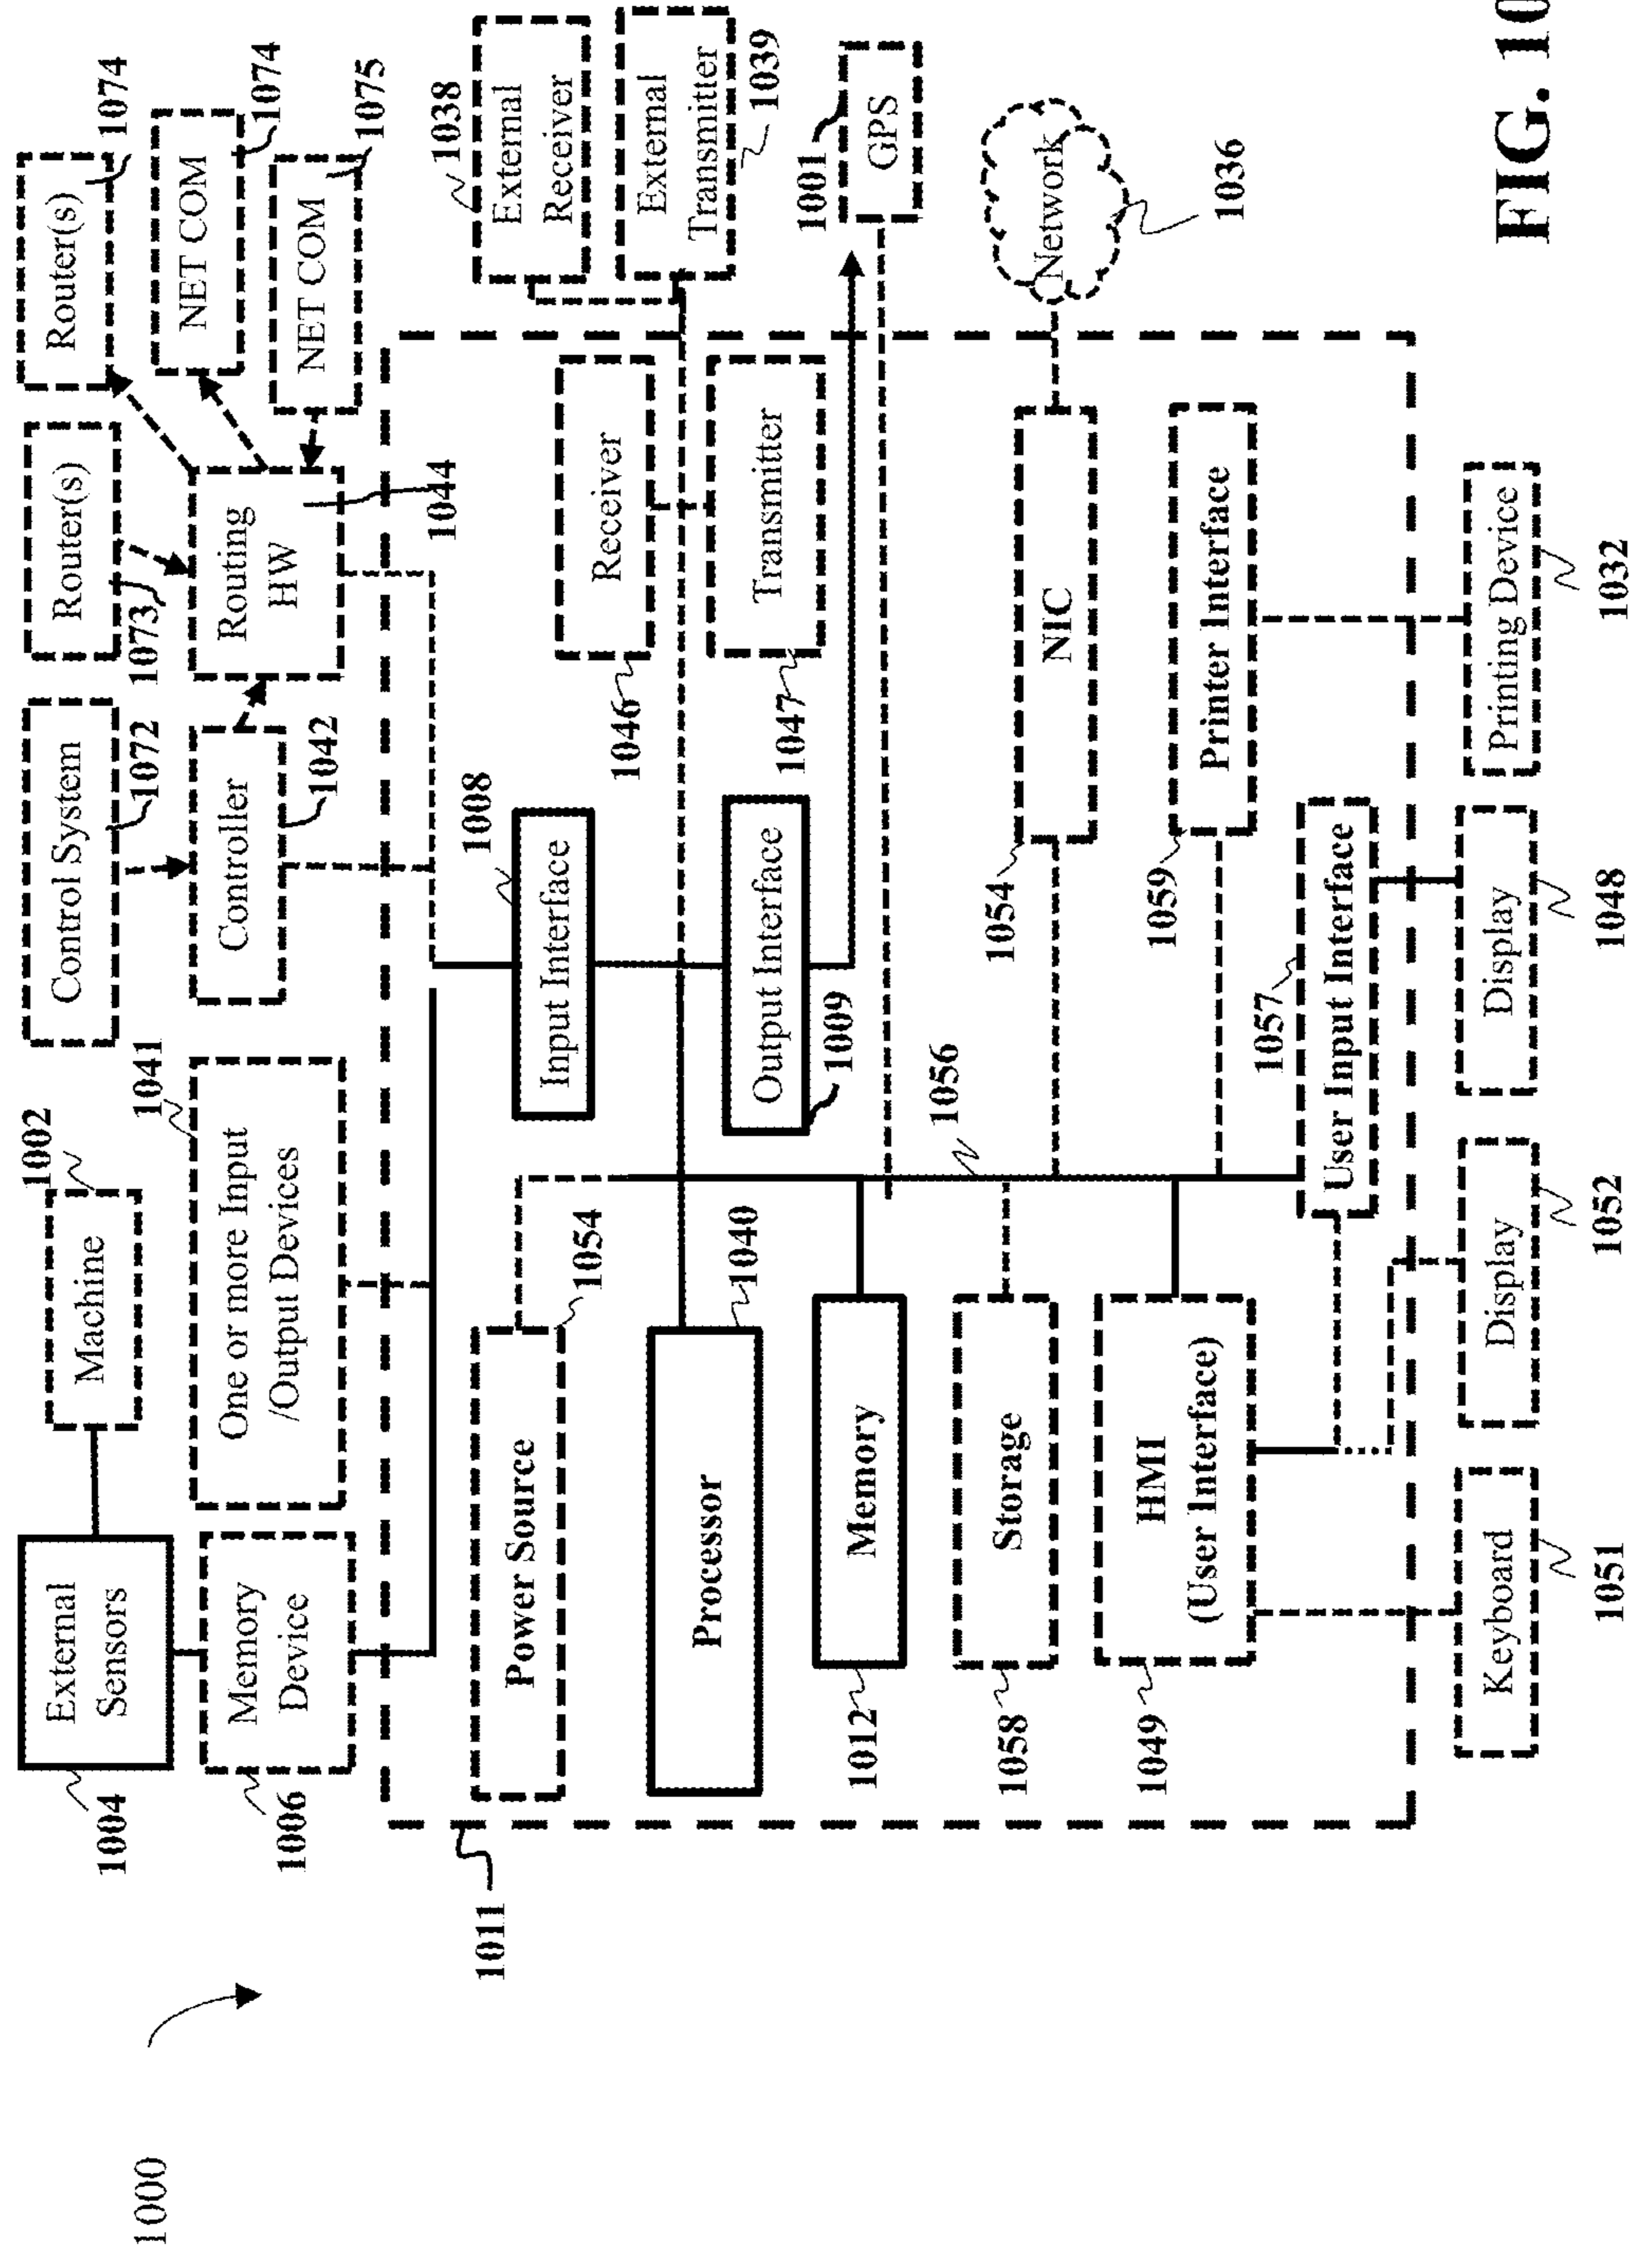 1000
External
Sensors
1004
Machine
1002
Control System
1072
Router(s)
1073
Router(s)
1074
NET COM
1074
NET COM
1075
Memory
Device
1006
One or more Input
/Output Devices
1041
Controller
1042
Routing
HW
1044
1011
Power Source
1054
Input Interface
1008
Receiver
1046
External
Receiver
1038
Processor
1040
Output Interface
1009
Transmitter
1047
External
Transmitter
1039
Memory
1012
1056
GPS
1001
Storage
1058
NIC
1054
Network
1036
HMI
(User Interface)
1049
Printer Interface
1059
User Input Interface
1057
Keyboard
1051
Display
1052
Display
1048
Printing Device
1032
FIG. 10